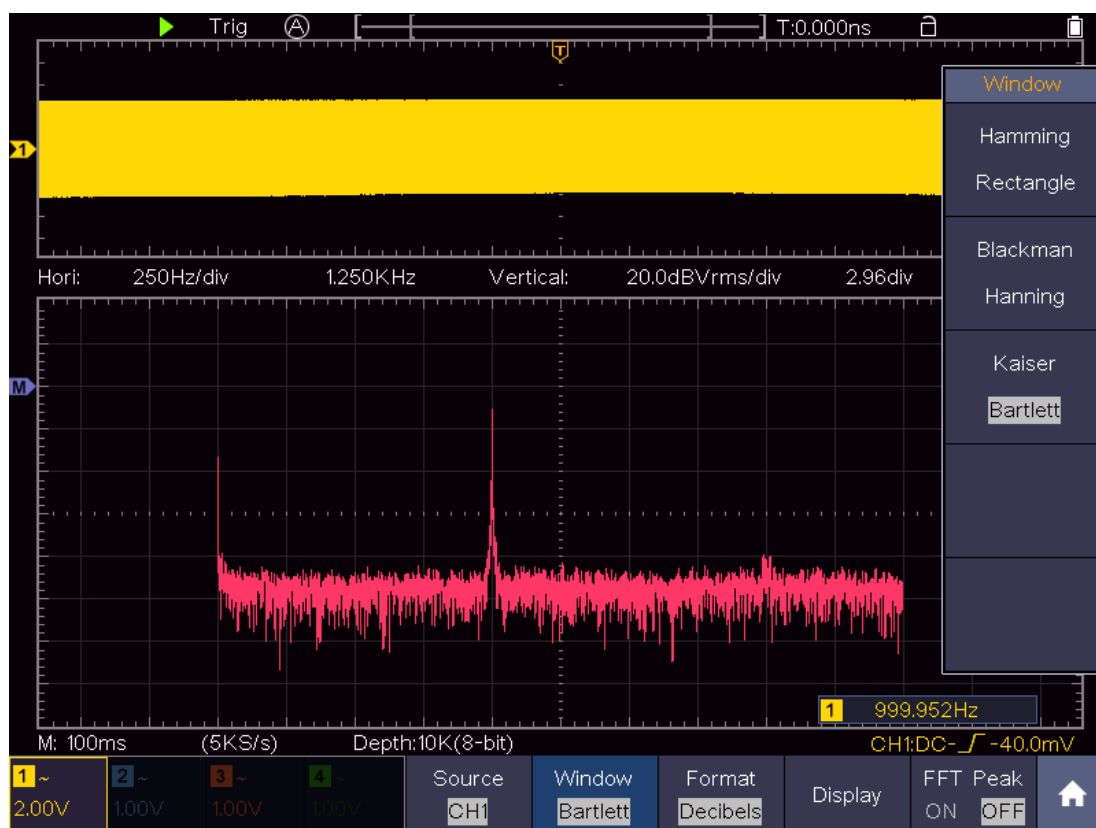 Trig A T:0.000ns
T
Window
Hamming
1
Rectangle
Blackman
Hori: 250Hz/div 1.250KHz Vertical: 20.0dBVrms/div 2.96div
Hanning
Kaiser
M
Bartlett
1 999.952Hz
M: 100ms (5KS/s) Depth:10K(8-bit) CH1:DC- -40.0mV
1 ~ 2 ~ 3 ~ 4 ~ Source Window Format Display FFT Peak
2.00V 1.00V 1.00V 1.00V CH1 Bartlett Decibels ON OFF